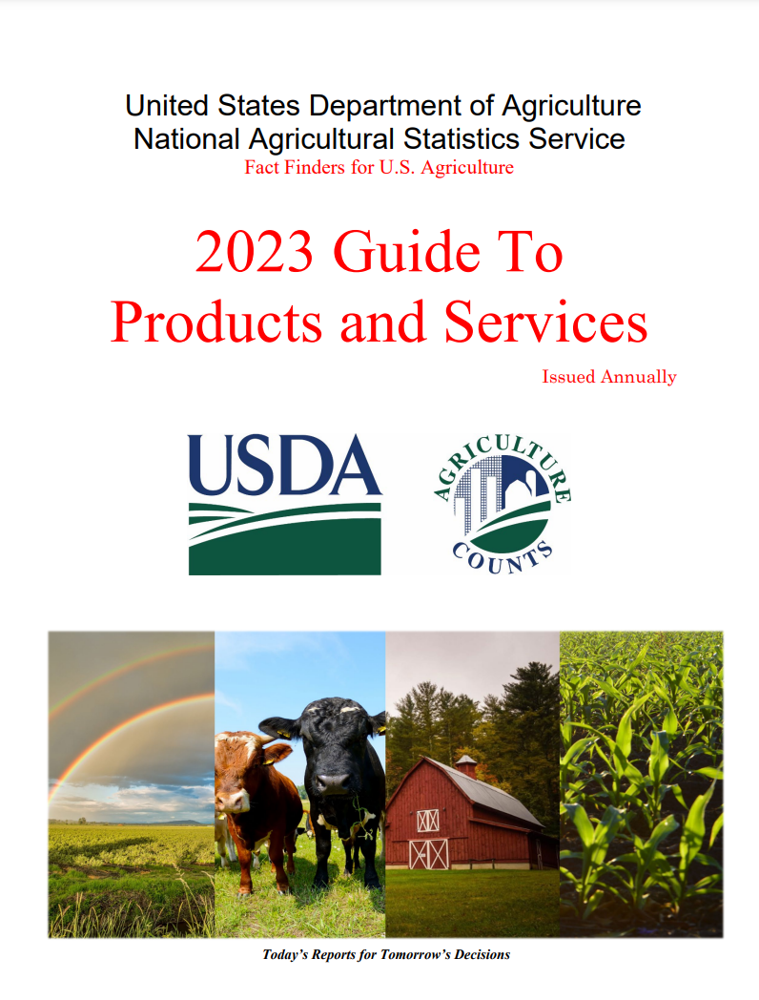 United States Department of Agriculture
National Agricultural Statistics Service
Fact Finders for U.S. Agriculture
2023 Guide To
Products and Services
Issued Annually
USDA
AGRICULTURE
COUNTS
Today's Reports for Tomorrow's Decisions